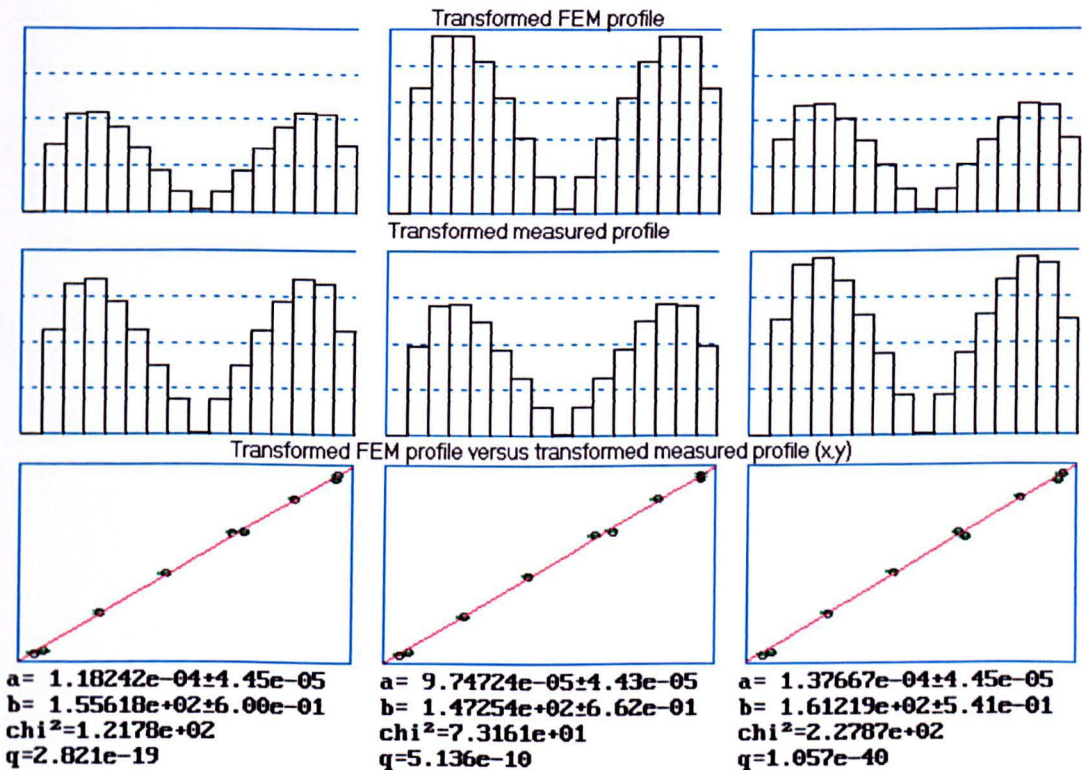 Transformed FEM profile
Transformed measured profile
Transformed FEM profile versus transformed measured profile (x,y)
a= 1.18242e-04±4.45e-05
b= 1.55618e+02±6.00e-01
chi²=1.2178e+02
q=2.821e-19
a= 9.74724e-05±4.43e-05
b= 1.47254e+02±6.62e-01
chi²=7.3161e+01
q=5.136e-10
a= 1.37667e-04±4.45e-05
b= 1.61219e+02±5.41e-01
chi²=2.2787e+02
q=1.057e-40